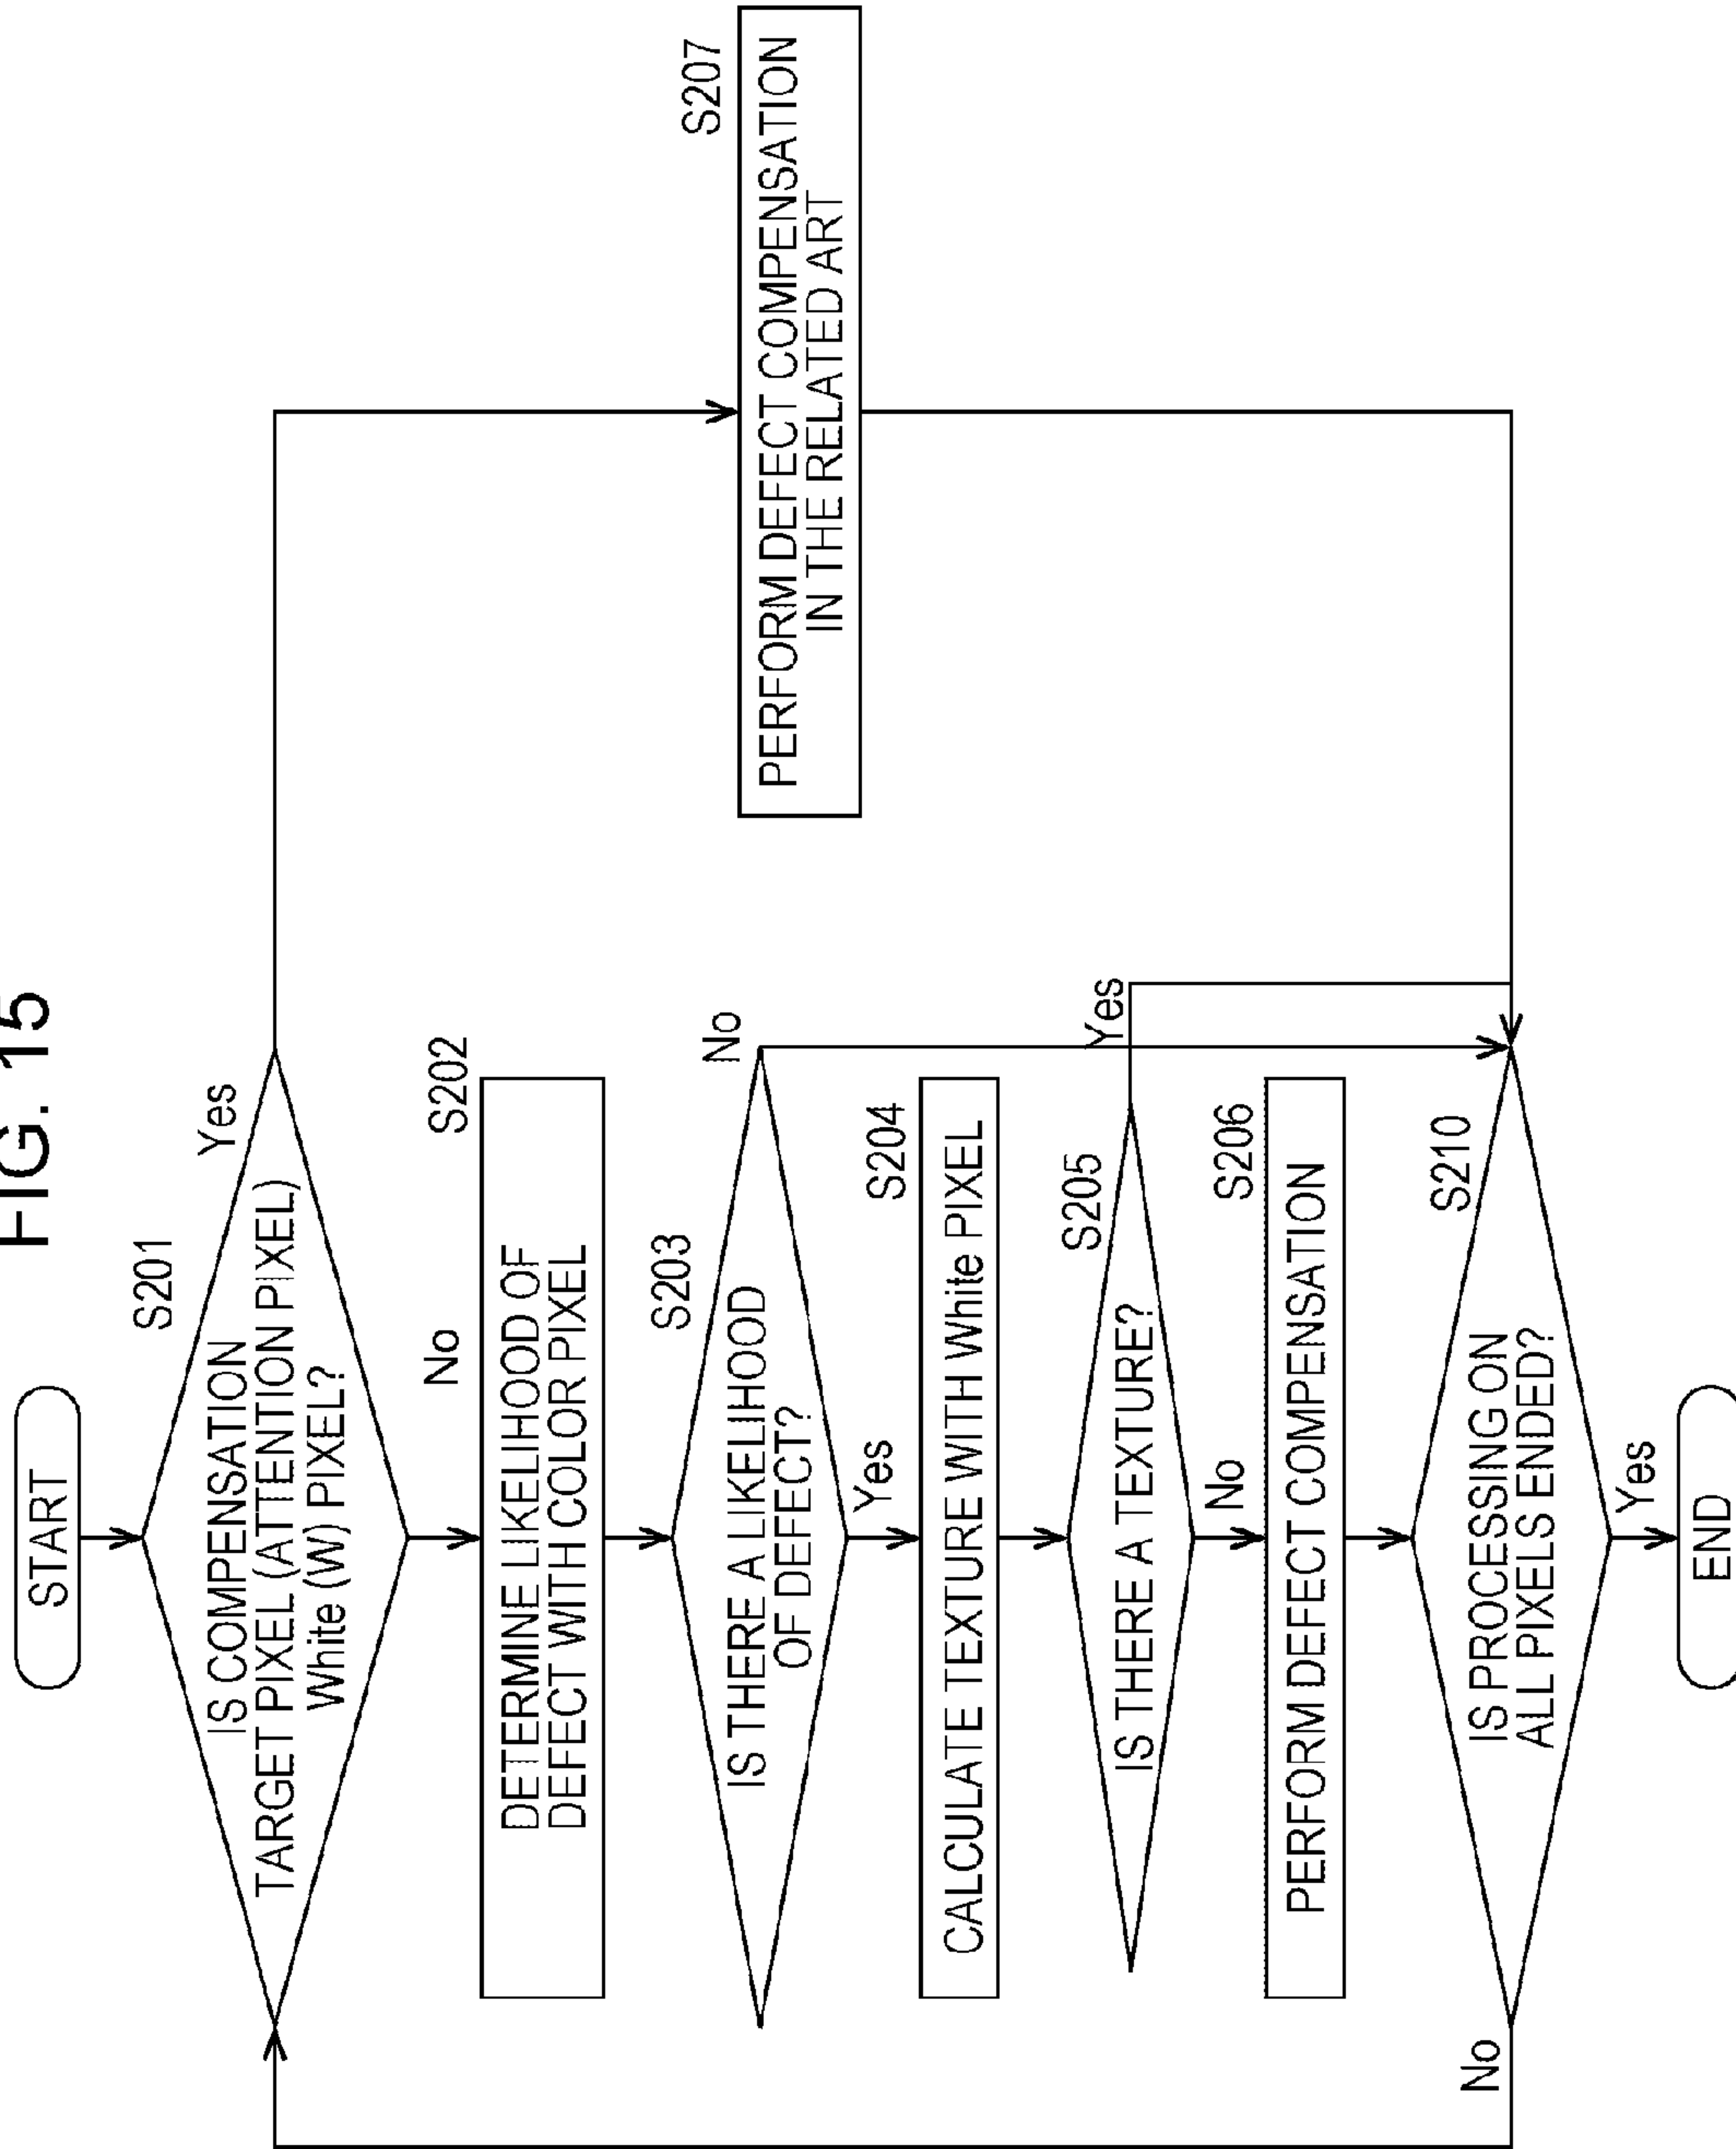 FIG. 15
START
S201
IS COMPENSATION
TARGET PIXEL (ATTENTION PIXEL)
White (W) PIXEL?
Yes
No
S202
DETERMINE LIKELIHOOD OF
DEFECT WITH COLOR PIXEL
S203
IS THERE A LIKELIHOOD
OF DEFECT?
No
Yes
S204
CALCULATE TEXTURE WITH White PIXEL
S205
IS THERE A TEXTURE?
Yes
No
S206
PERFORM DEFECT COMPENSATION
S207
PERFORM DEFECT COMPENSATION
IN THE RELATED ART
S210
IS PROCESSING ON
ALL PIXELS ENDED?
No
Yes
END